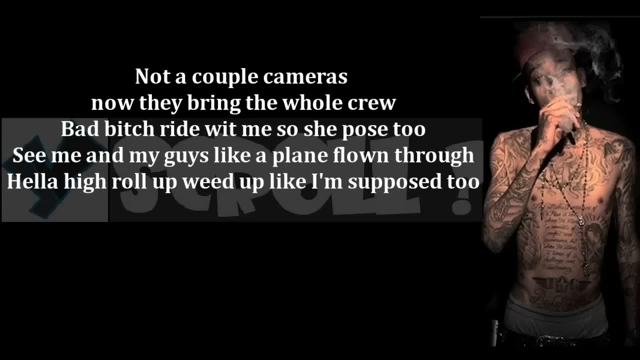 Not a couple cameras
now they bring the whole crew
Bad bitch ride wit me so she pose too
See me and my guys like a plane flown through
Hella high roll up weed up like I'm supposed too
SCROLL!